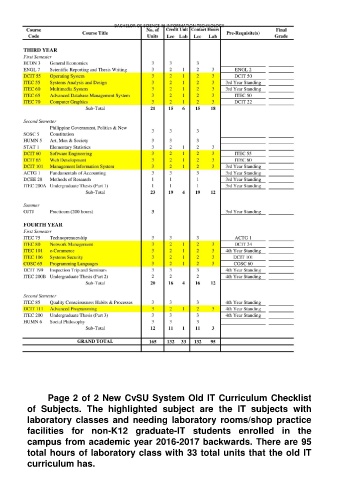 BACHELOR OF SCIENCE IN INFORMATION TECHNOLOGY
Course Code Course Title No. of Units Credit Unit Contact Hours Pre-Requisite(s) Final Grade
Lec Lab Lec Lab
THIRD YEAR
First Semester
ECON 3 General Economics 3 3 3
ENGL 7 Scientific Reporting and Thesis Writing 3 2 1 2 3 ENGL 2
DCIT 55 Operating System 3 2 1 2 3 DCIT 50
ITEC 55 Systems Analysis and Design 3 2 1 2 3 3rd Year Standing
ITEC 60 Multimedia System 3 2 1 2 3 3rd Year Standing
ITEC 65 Advanced Database Management System 3 2 1 2 3 ITEC 50
ITEC 70 Computer Graphics 3 2 1 2 3 DCIT 22
Sub-Total 21 15 6 15 18
Second Semester
SOSC 5 Philippine Government, Politics & New Constitution 3 3 3
HUMN 5 Art, Man & Society 3 3 3
STAT 1 Elementary Statistics 3 2 1 2 3
DCIT 60 Software Engineering 3 2 1 2 3 ITEC 55
DCIT 65 Web Development 3 2 1 2 3 ITEC 60
DCIT 101 Management Information System 3 2 1 2 3 3rd Year Standing
ACTG 1 Fundamentals of Accounting 3 3 3 3rd Year Standing
DCEE 20 Methods of Research 1 1 1 3rd Year Standing
ITEC 200A Undergraduate Thesis (Part 1) 1 1 1 3rd Year Standing
Sub-Total 23 19 4 19 12
Summer
OJTV Practicum (200 hours) 3rd Year Standing
FOURTH YEAR
First Semester
ITEC 75 Technopreneurship 3 3 3 ACTG 1
ITEC 80 Network Management 3 2 1 2 3
ITEC 101 e-Commerce 3 2 1 2 3 4th Year Standing
ITEC 106 Systems Security 3 2 1 2 3 DCIT 101
COSC 65 Programming Languages 3 2 1 2 3 COSC 60
DCIT 199 Inspection Trip and Seminars 3 3 3 4th Year Standing
ITEC 200B Undergraduate Thesis (Part 2) 2 2 2 4th Year Standing
Sub-Total 20 16 4 16 12
Second Semester
ITEC 85 Quality Consciousness Habits & Processes 3 3 3 4th Year Standing
DCIT 111 Advanced Programming 3 2 1 2 3 4th Year Standing
ITEC 200 Undergraduate Thesis (Part 3) 3 3 3 4th Year Standing
HUMN 6 Social Philosophy 3 3 3
Sub-Total 12 11 1 11 3
GRAND TOTAL 165 132 33 132 95
Page 2 of 2 New CvSU System Old IT Curriculum Checklist
of Subjects. The highlighted subject are the IT subjects with
laboratory classes and needing laboratory rooms/shop practice
facilities for non-K12 graduate-IT students enrolled in the
campus from academic year 2016-2017 backwards. There are 95
total hours of laboratory class with 33 total units that the old IT
curriculum has.